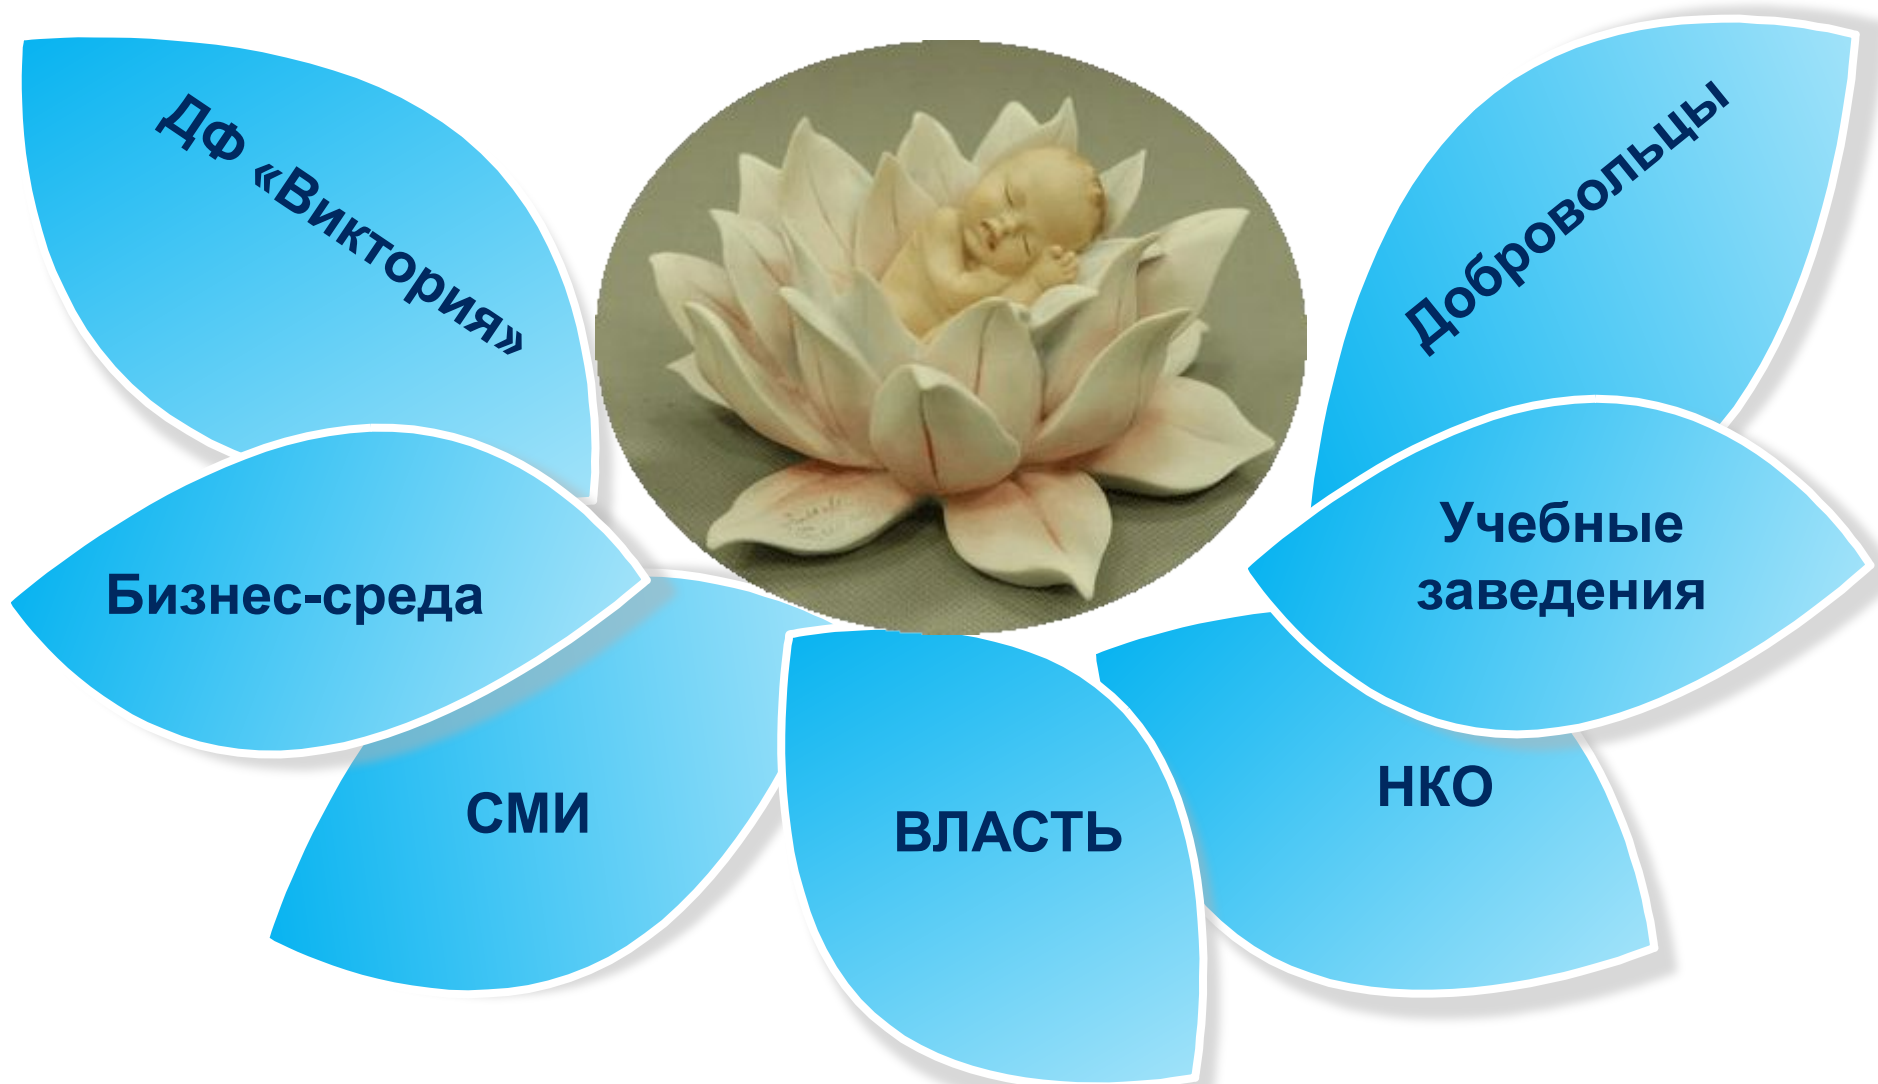 ДФ «Виктория»
Добровольцы
Бизнес-среда
Учебные
заведения
СМИ
ВЛАСТЬ
НКО